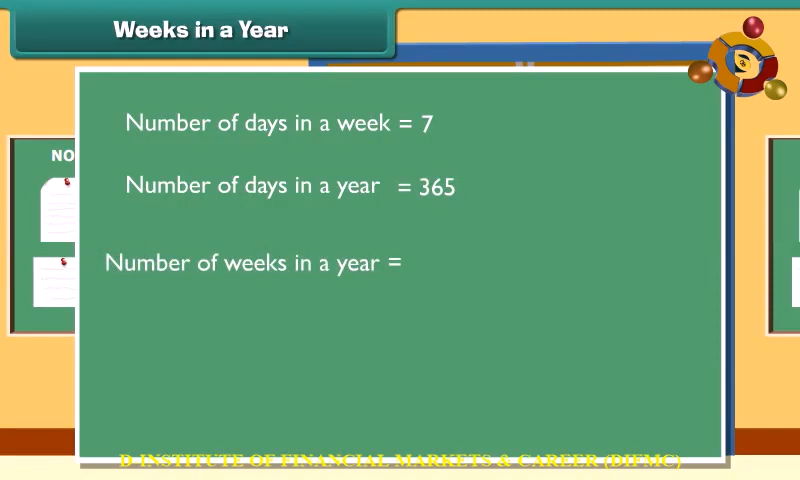 Weeks in a Year
Number of days in a week = 7
NO
Number of days in a year = 365
Number of weeks in a year =
D-INSTITUTE OF FINANCIAL MARKETS & CAREER (DIFMC)